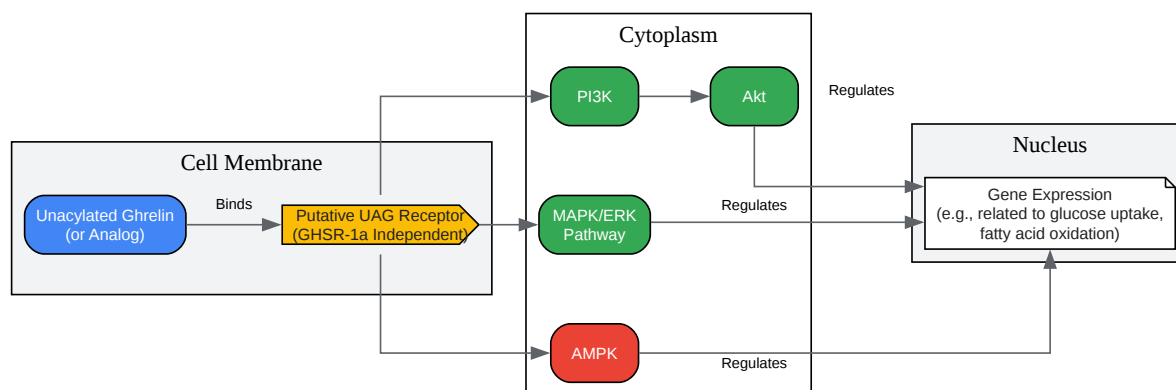 Cytoplasm
PI3K
Akt
Regulates
Cell Membrane
Nucleus
Unacylated Ghrelin
(or Analog)
Binds
Putative UAG Receptor
(GHSR-1a Independent)
MAPK/ERK
Pathway
Regulates
Gene Expression
(e.g., related to glucose uptake,
fatty acid oxidation)
AMPK
Regulates